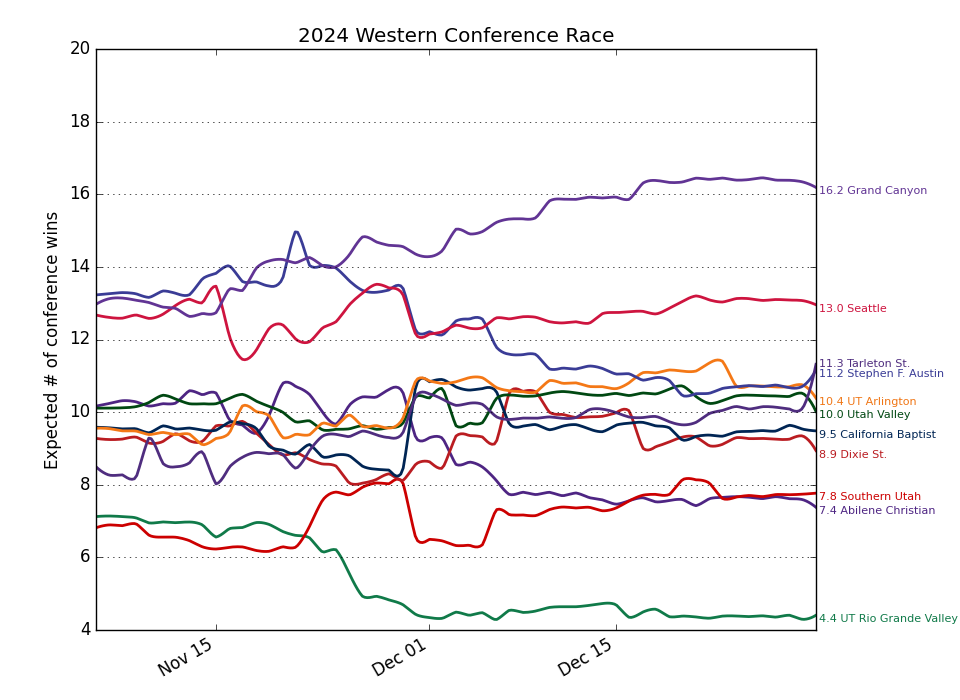 2024 Western Conference Race
Expected # of conference wins
20
18
16
14
12
10
8
6
4
Nov 15
Dec 01
Dec 15
16.2 Grand Canyon
13.0 Seattle
11.3 Tarleton St.
11.2 Stephen F. Austin
10.4 UT Arlington
10.0 Utah Valley
9.5 California Baptist
8.9 Dixie St.
7.8 Southern Utah
7.4 Abilene Christian
4.4 UT Rio Grande Valley